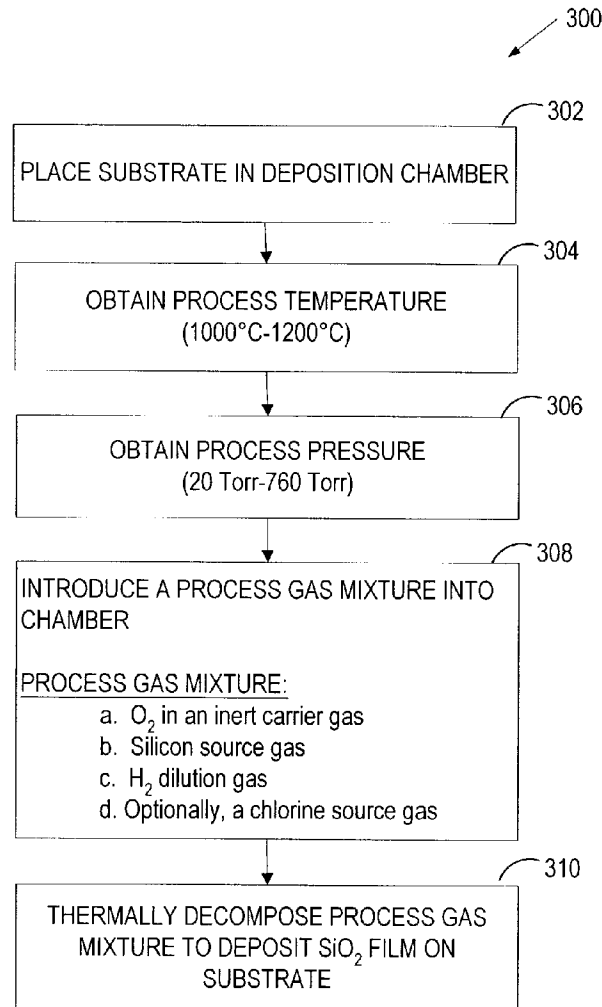 300
302
PLACE SUBSTRATE IN DEPOSITION CHAMBER
304
OBTAIN PROCESS TEMPERATURE
(1000°C-1200°C)
306
OBTAIN PROCESS PRESSURE
(20 Torr-760 Torr)
308
INTRODUCE A PROCESS GAS MIXTURE INTO
CHAMBER
PROCESS GAS MIXTURE:
a. O₂ in an inert carrier gas
b. Silicon source gas
c. H₂ dilution gas
d. Optionally, a chlorine source gas
310
THERMALLY DECOMPOSE PROCESS GAS
MIXTURE TO DEPOSIT SiO₂ FILM ON
SUBSTRATE